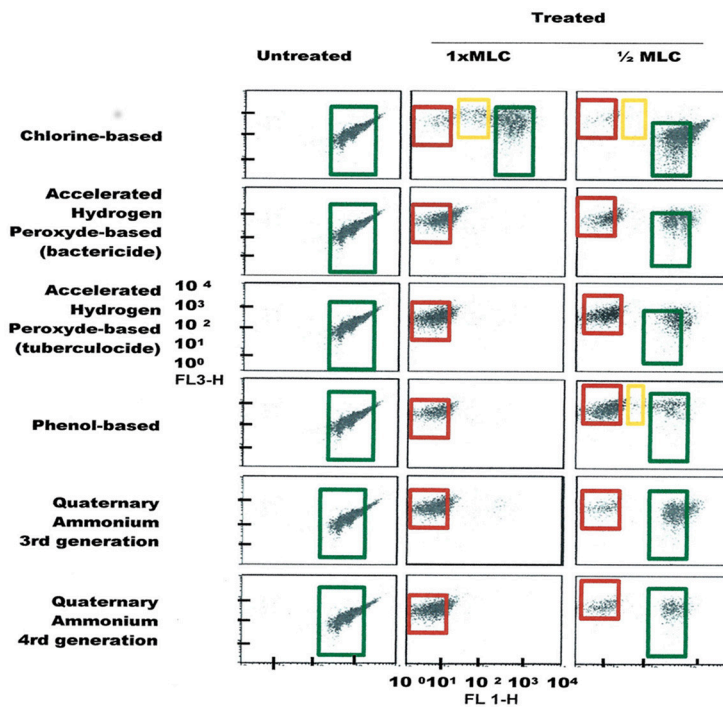 Treated
Untreated
1xMLC
½ MLC
Chlorine-based
Accelerated
Hydrogen
Peroxyde-based
(bactericide)
Accelerated
Hydrogen
Peroxyde-based
(tuberculocide)
10 4
10³
10 2
10¹
10⁰
FL3-H
Phenol-based
Quaternary
Ammonium
3rd generation
Quaternary
Ammonium
4rd generation
10 ⁰10¹ 10 ² 10³ 10⁴
FL 1-H